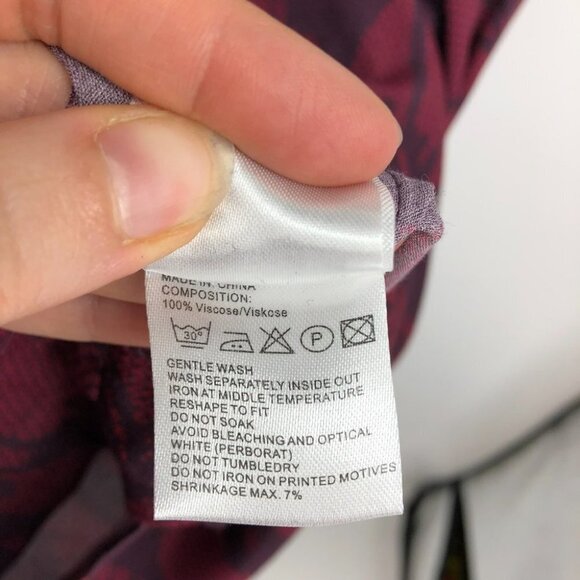 MADE IN: CHINA
COMPOSITION:
100% Viscose/Viskose
30° P
GENTLE WASH
WASH SEPARATELY INSIDE OUT
IRON AT MIDDLE TEMPERATURE
RESHAPE TO FIT
DO NOT SOAK
AVOID BLEACHING AND OPTICAL
WHITE (PERBORAT)
DO NOT TUMBLEDRY
DO NOT IRON ON PRINTED MOTIVES
SHRINKAGE MAX. 7%